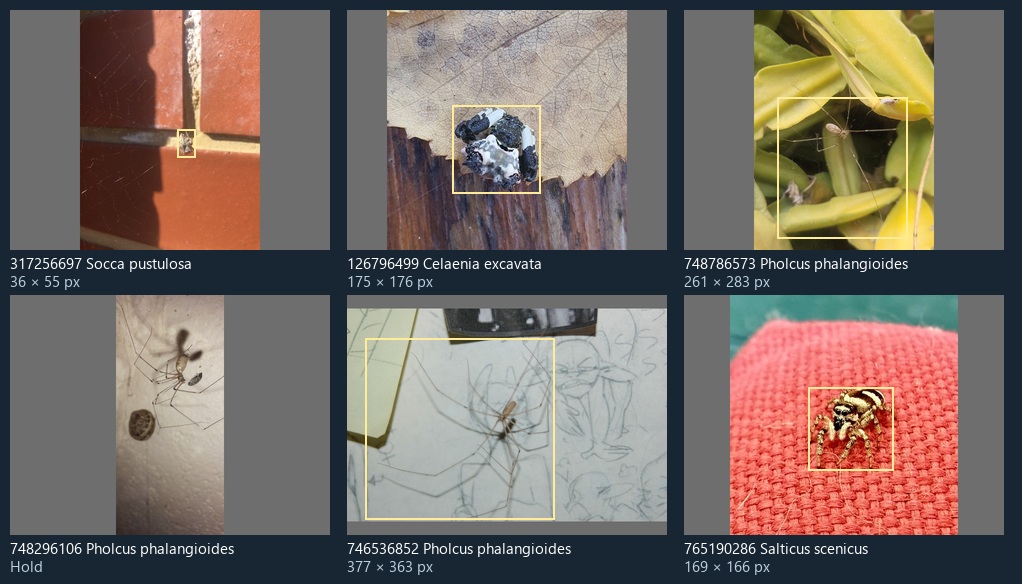 317256697 Socca pustulosa
36 × 55 px
126796499 Celaenia excavata
175 × 176 px
748786573 Pholcus phalangioides
261 × 283 px
748296106 Pholcus phalangioides
Hold
746536852 Pholcus phalangioides
377 × 363 px
765190286 Salticus scenicus
169 × 166 px